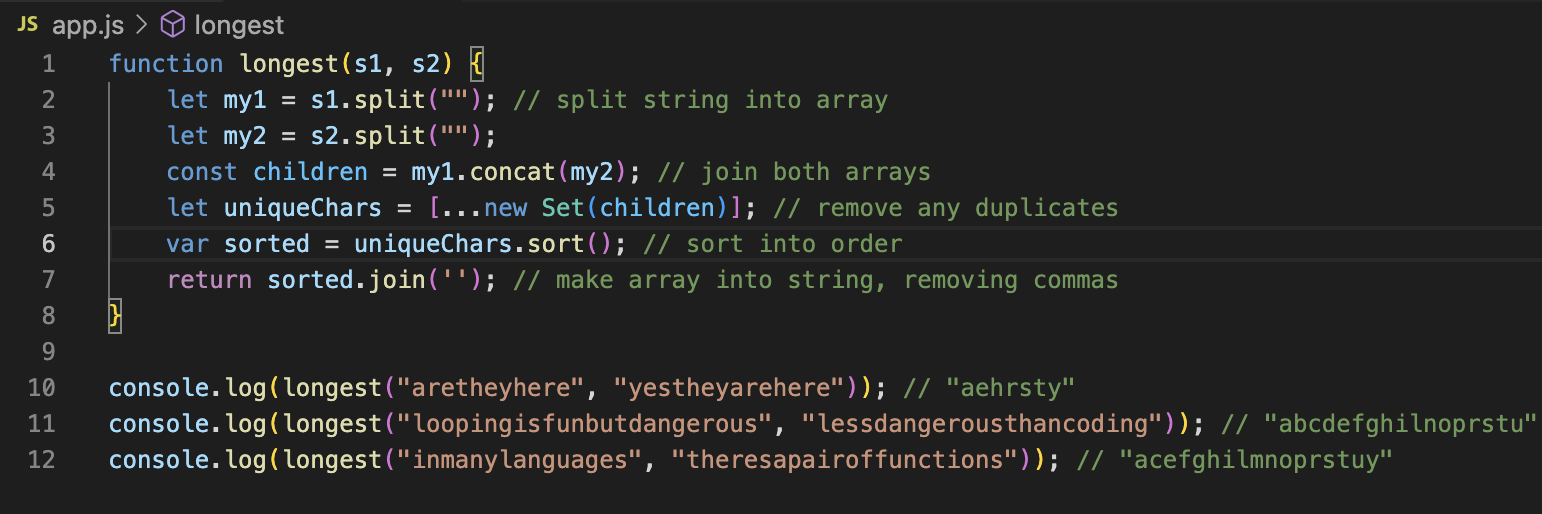 JS app.js > longest
1 function longest(s1, s2) {
2     let my1 = s1.split(""); // split string into array
3     let my2 = s2.split("");
4     const children = my1.concat(my2); // join both arrays
5     let uniqueChars = [...new Set(children)]; // remove any duplicates
6     var sorted = uniqueChars.sort(); // sort into order
7     return sorted.join(''); // make array into string, removing commas
8 }
9
10 console.log(longest("aretheyhere", "yestheyarehere")); // "aehrsty"
11 console.log(longest("loopingisfunbutdangerous", "lessdangerousthancoding")); // "abcdefghilnoprstu"
12 console.log(longest("inmanylanguages", "theresapairoffunctions")); // "acefghilmnoprstuy"